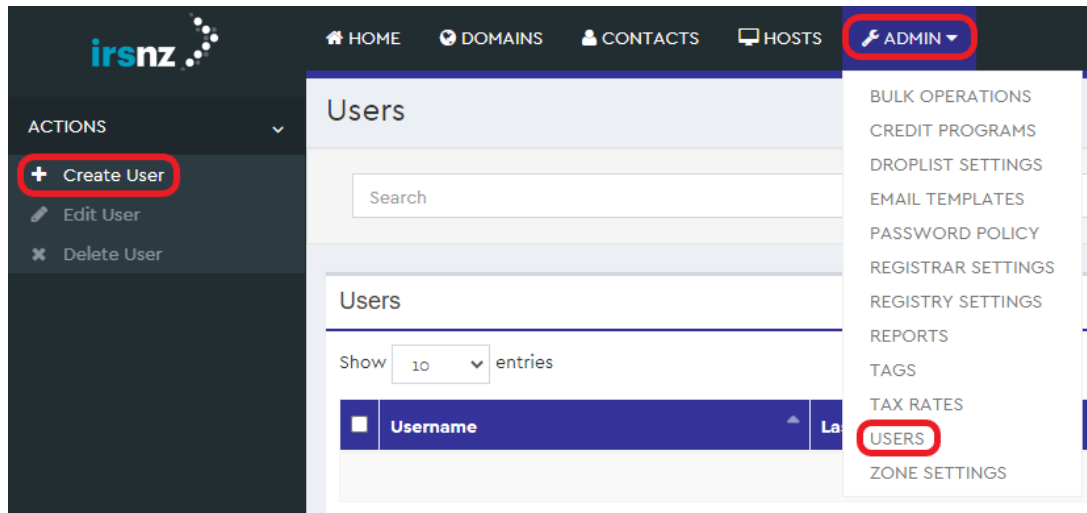 irsnz
HOME DOMAINS CONTACTS HOSTS ADMIN
ACTIONS
Create User
Edit User
Delete User
Users
Search
Users
Show 10 entries
Username La
BULK OPERATIONS
CREDIT PROGRAMS
DROPLIST SETTINGS
EMAIL TEMPLATES
PASSWORD POLICY
REGISTRAR SETTINGS
REGISTRY SETTINGS
REPORTS
TAGS
TAX RATES
USERS
ZONE SETTINGS